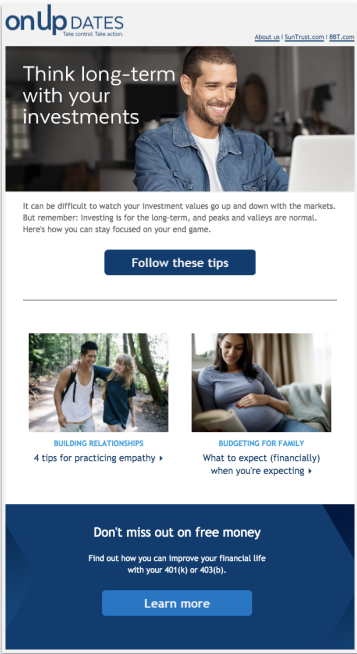 onUp DATES
Take control. Take action.
About us | SunTrust.com | BBT.com
Think long-term
with your
investments
It can be difficult to watch your investment values go up and down with the markets.
But remember: Investing is for the long-term, and peaks and valleys are normal.
Here's how you can stay focused on your end game.
Follow these tips
BUILDING RELATIONSHIPS
4 tips for practicing empathy ▸
BUDGETING FOR FAMILY
What to expect (financially)
when you're expecting ▸
Don't miss out on free money
Find out how you can improve your financial life
with your 401(k) or 403(b).
Learn more